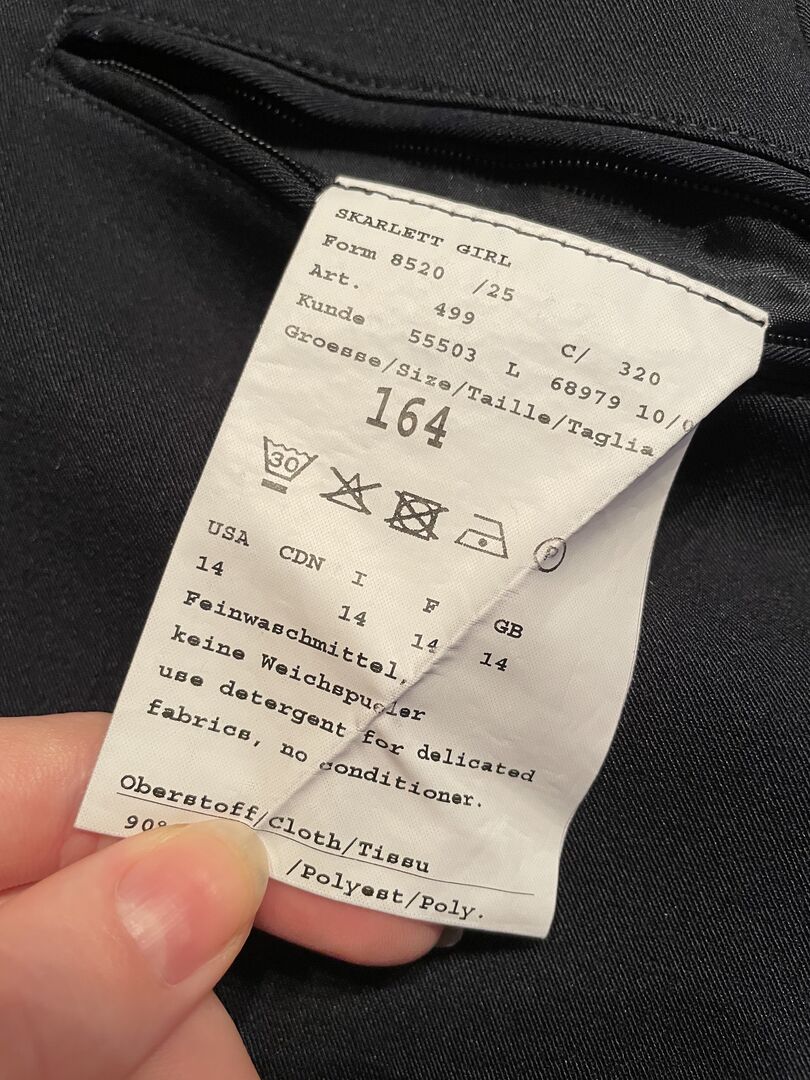 SKARLETT GIRL
Form 8520 /25
Art. 499 C/ 320
Kunde 55503 L 68979 10/
Groesse/Size/Taille/Taglia
164
30
P
USA CDN I F GB
14 14 14 14
Feinwaschmittel,
keine Weichspueler
use detergent for delicated
fabrics, no conditioner.
Oberstoff/Cloth/Tissu
/Polyest/Poly.